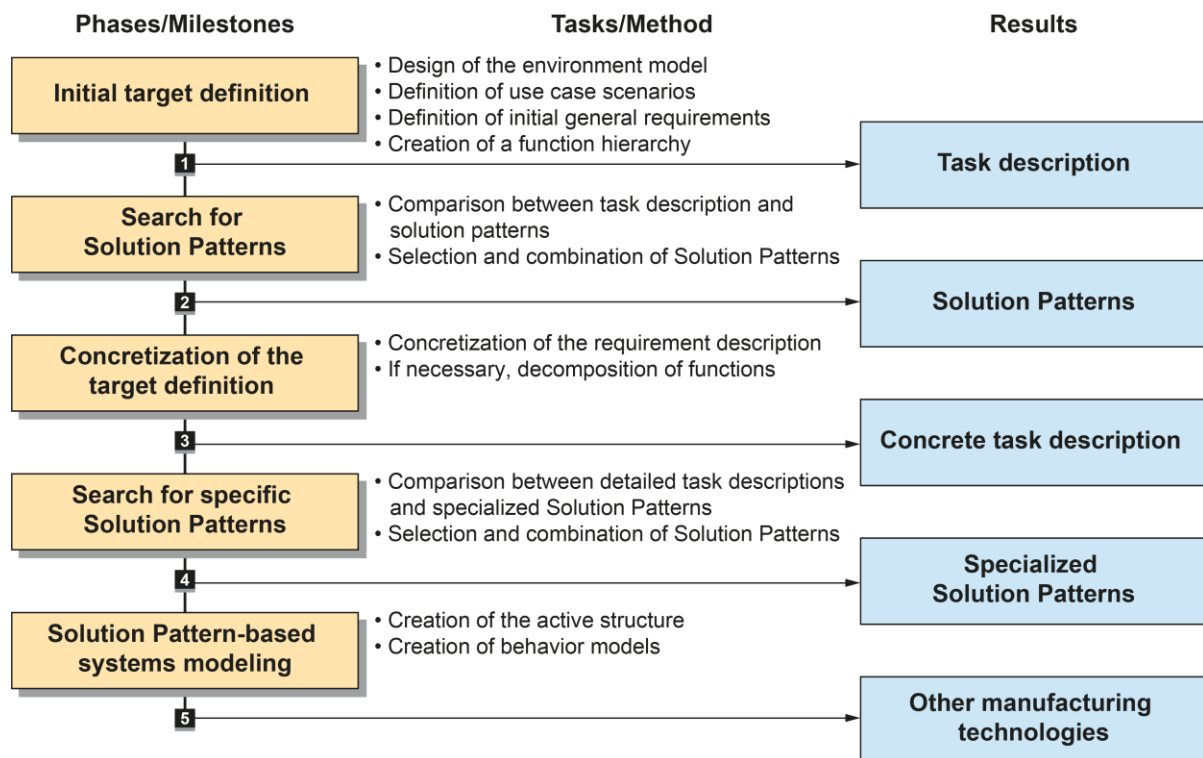 Phases/Milestones
Tasks/Method
Results
Initial target definition
• Design of the environment model
• Definition of use case scenarios
• Definition of initial general requirements
• Creation of a function hierarchy
1
Task description
Search for
Solution Patterns
• Comparison between task description and
solution patterns
• Selection and combination of Solution Patterns
2
Solution Patterns
Concretization of the
target definition
• Concretization of the requirement description
• If necessary, decomposition of functions
3
Concrete task description
Search for specific
Solution Patterns
• Comparison between detailed task descriptions
and specialized Solution Patterns
• Selection and combination of Solution Patterns
4
Specialized
Solution Patterns
Solution Pattern-based
systems modeling
• Creation of the active structure
• Creation of behavior models
5
Other manufacturing
technologies